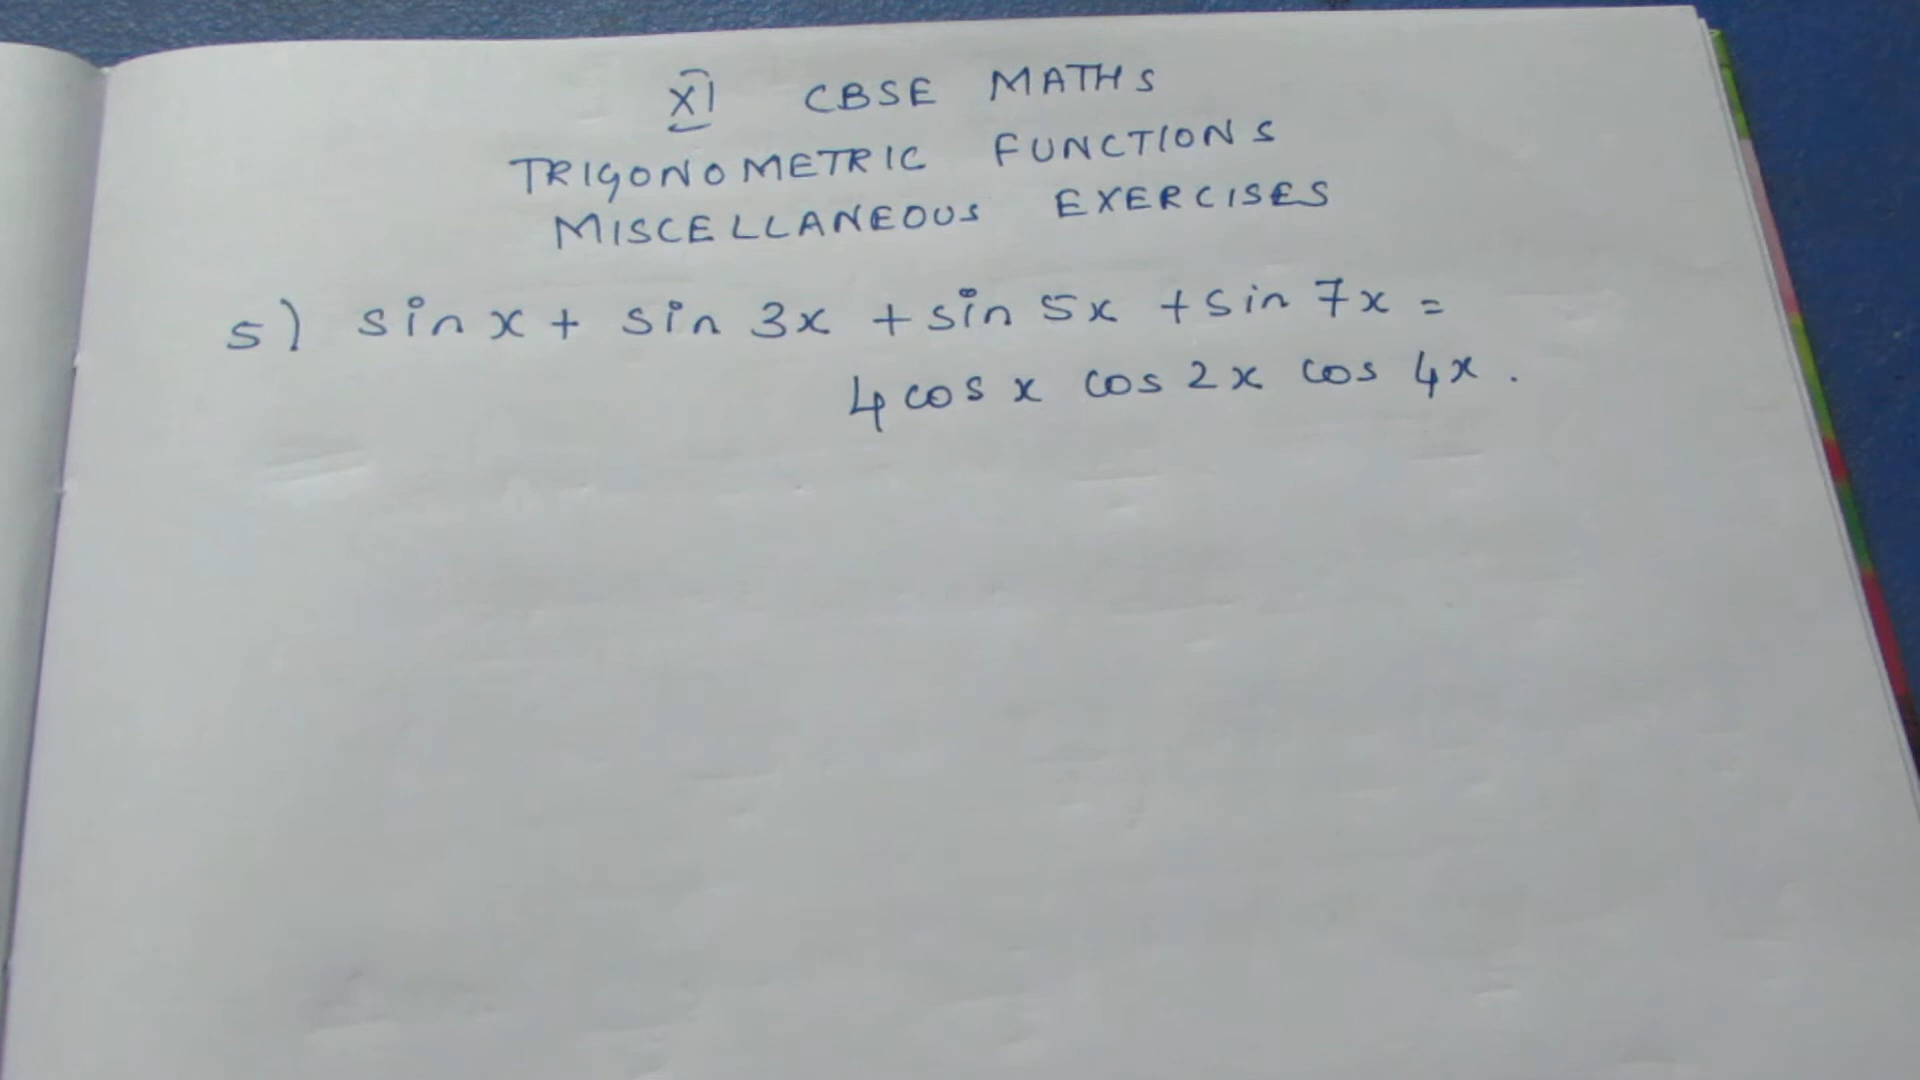 XI CBSE MATHS
TRIGONOMETRIC FUNCTIONS
MISCELLANEOUS EXERCISES
5) sin x + sin 3x + sin 5x + sin 7x =
4 cos x cos 2x cos 4x .